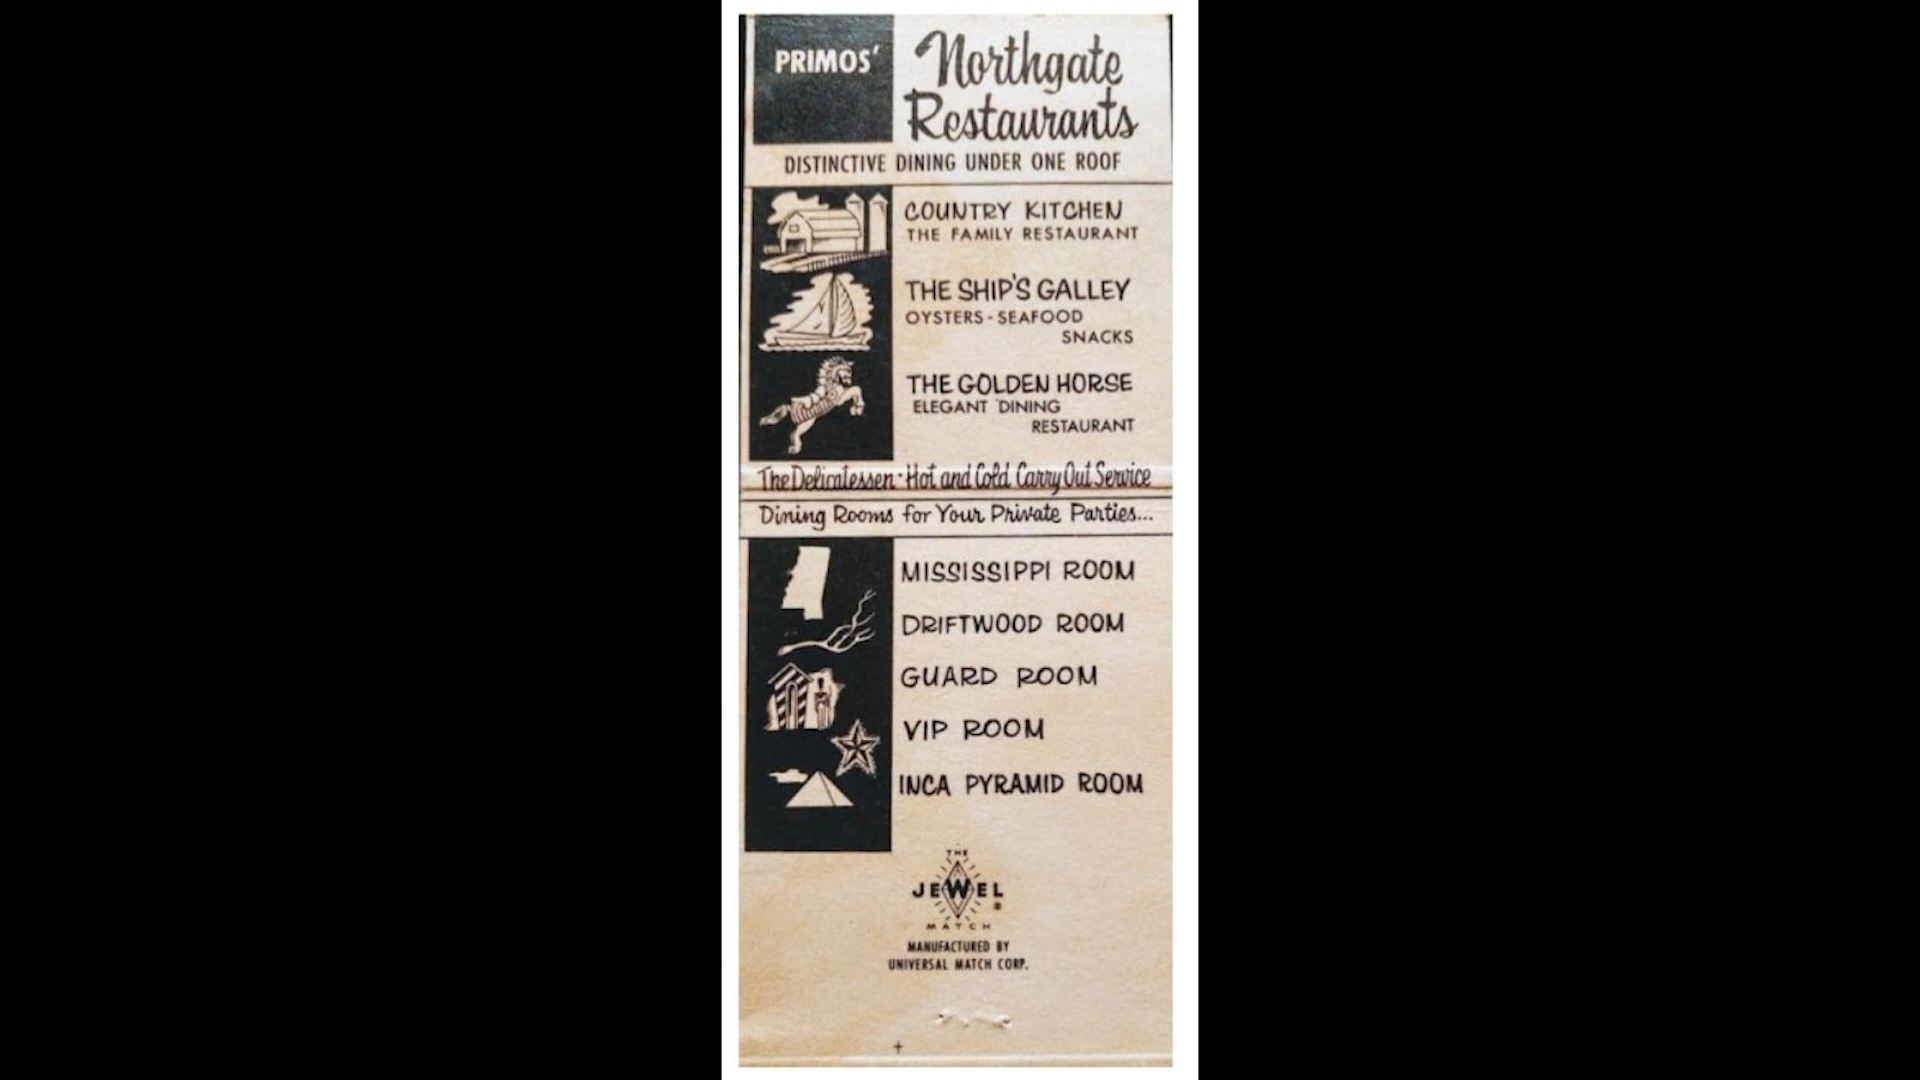 PRIMOS'
Northgate
Restaurants
DISTINCTIVE DINING UNDER ONE ROOF
COUNTRY KITCHEN
THE FAMILY RESTAURANT
THE SHIP'S GALLEY
OYSTERS - SEAFOOD
SNACKS
THE GOLDEN HORSE
ELEGANT DINING
RESTAURANT
The Delicatessen · Hot and Cold Carry Out Service
Dining Rooms for Your Private Parties...
MISSISSIPPI ROOM
DRIFTWOOD ROOM
GUARD ROOM
VIP ROOM
INCA PYRAMID ROOM
THE
JEWEL
®
MATCH
MANUFACTURED BY
UNIVERSAL MATCH CORP.